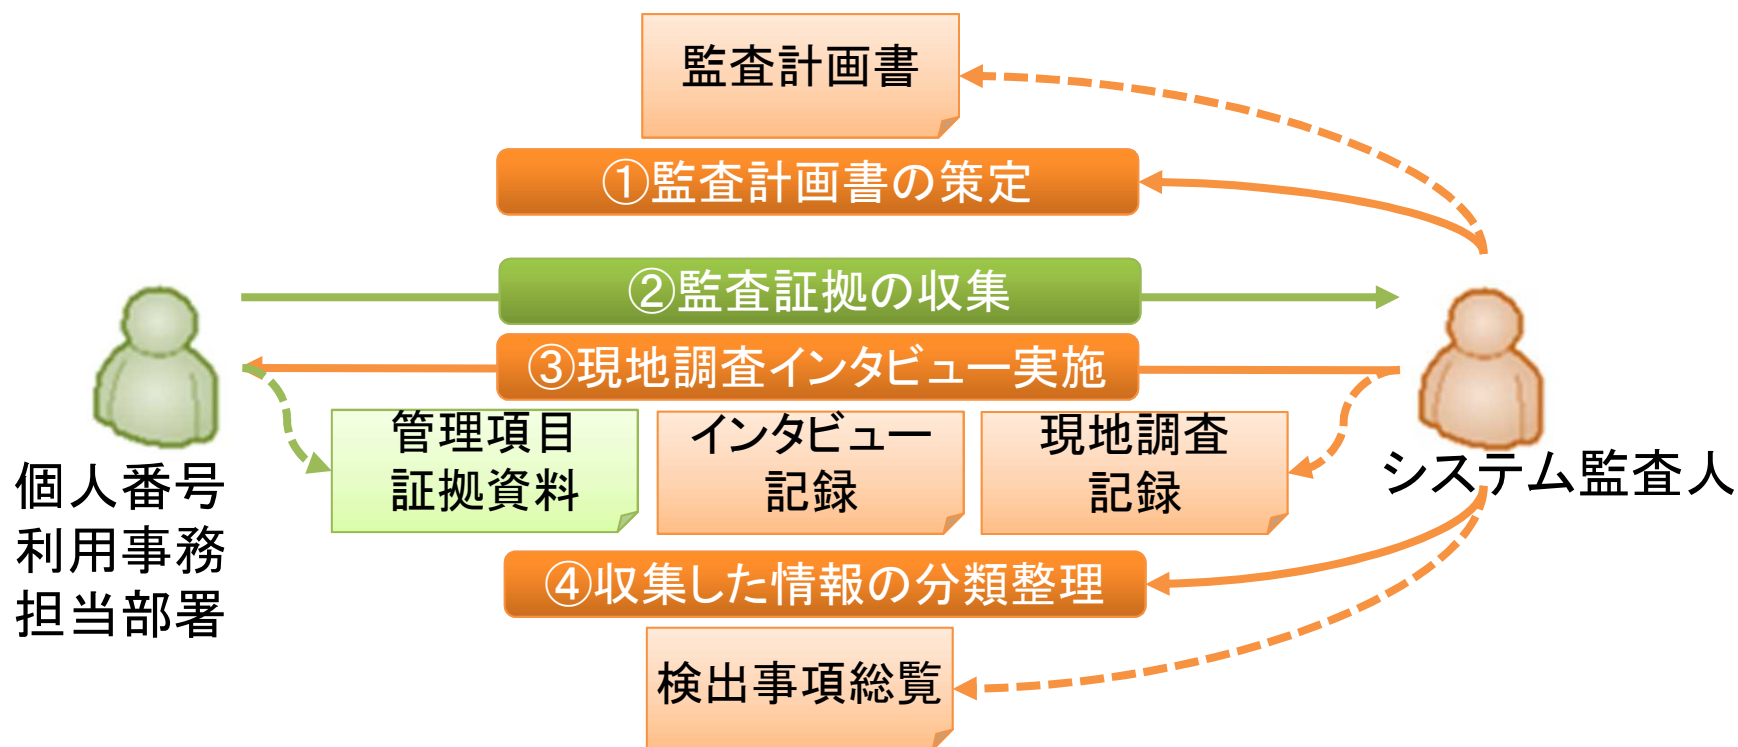 監査計画書
①監査計画書の策定
②監査証拠の収集
③現地調査インタビュー実施
管理項目
証拠資料
インタビュー
記録
現地調査
記録
個人番号
利用事務
担当部署
システム監査人
④収集した情報の分類整理
検出事項総覧